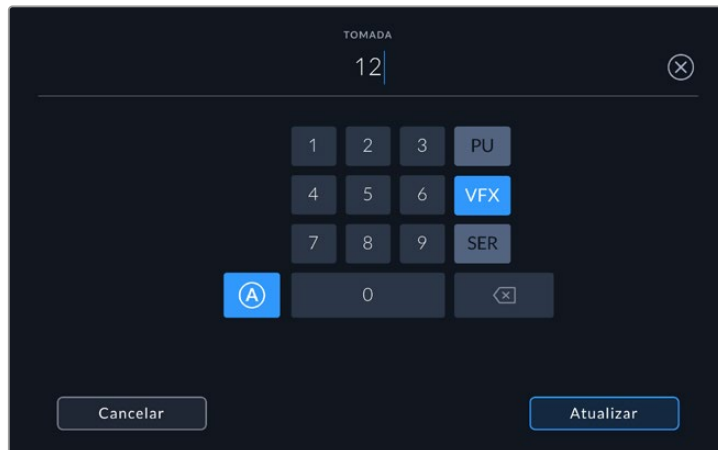 TOMADA
12
1 2 3 PU
4 5 6 VFX
7 8 9 SER
A 0
Cancelar Atualizar